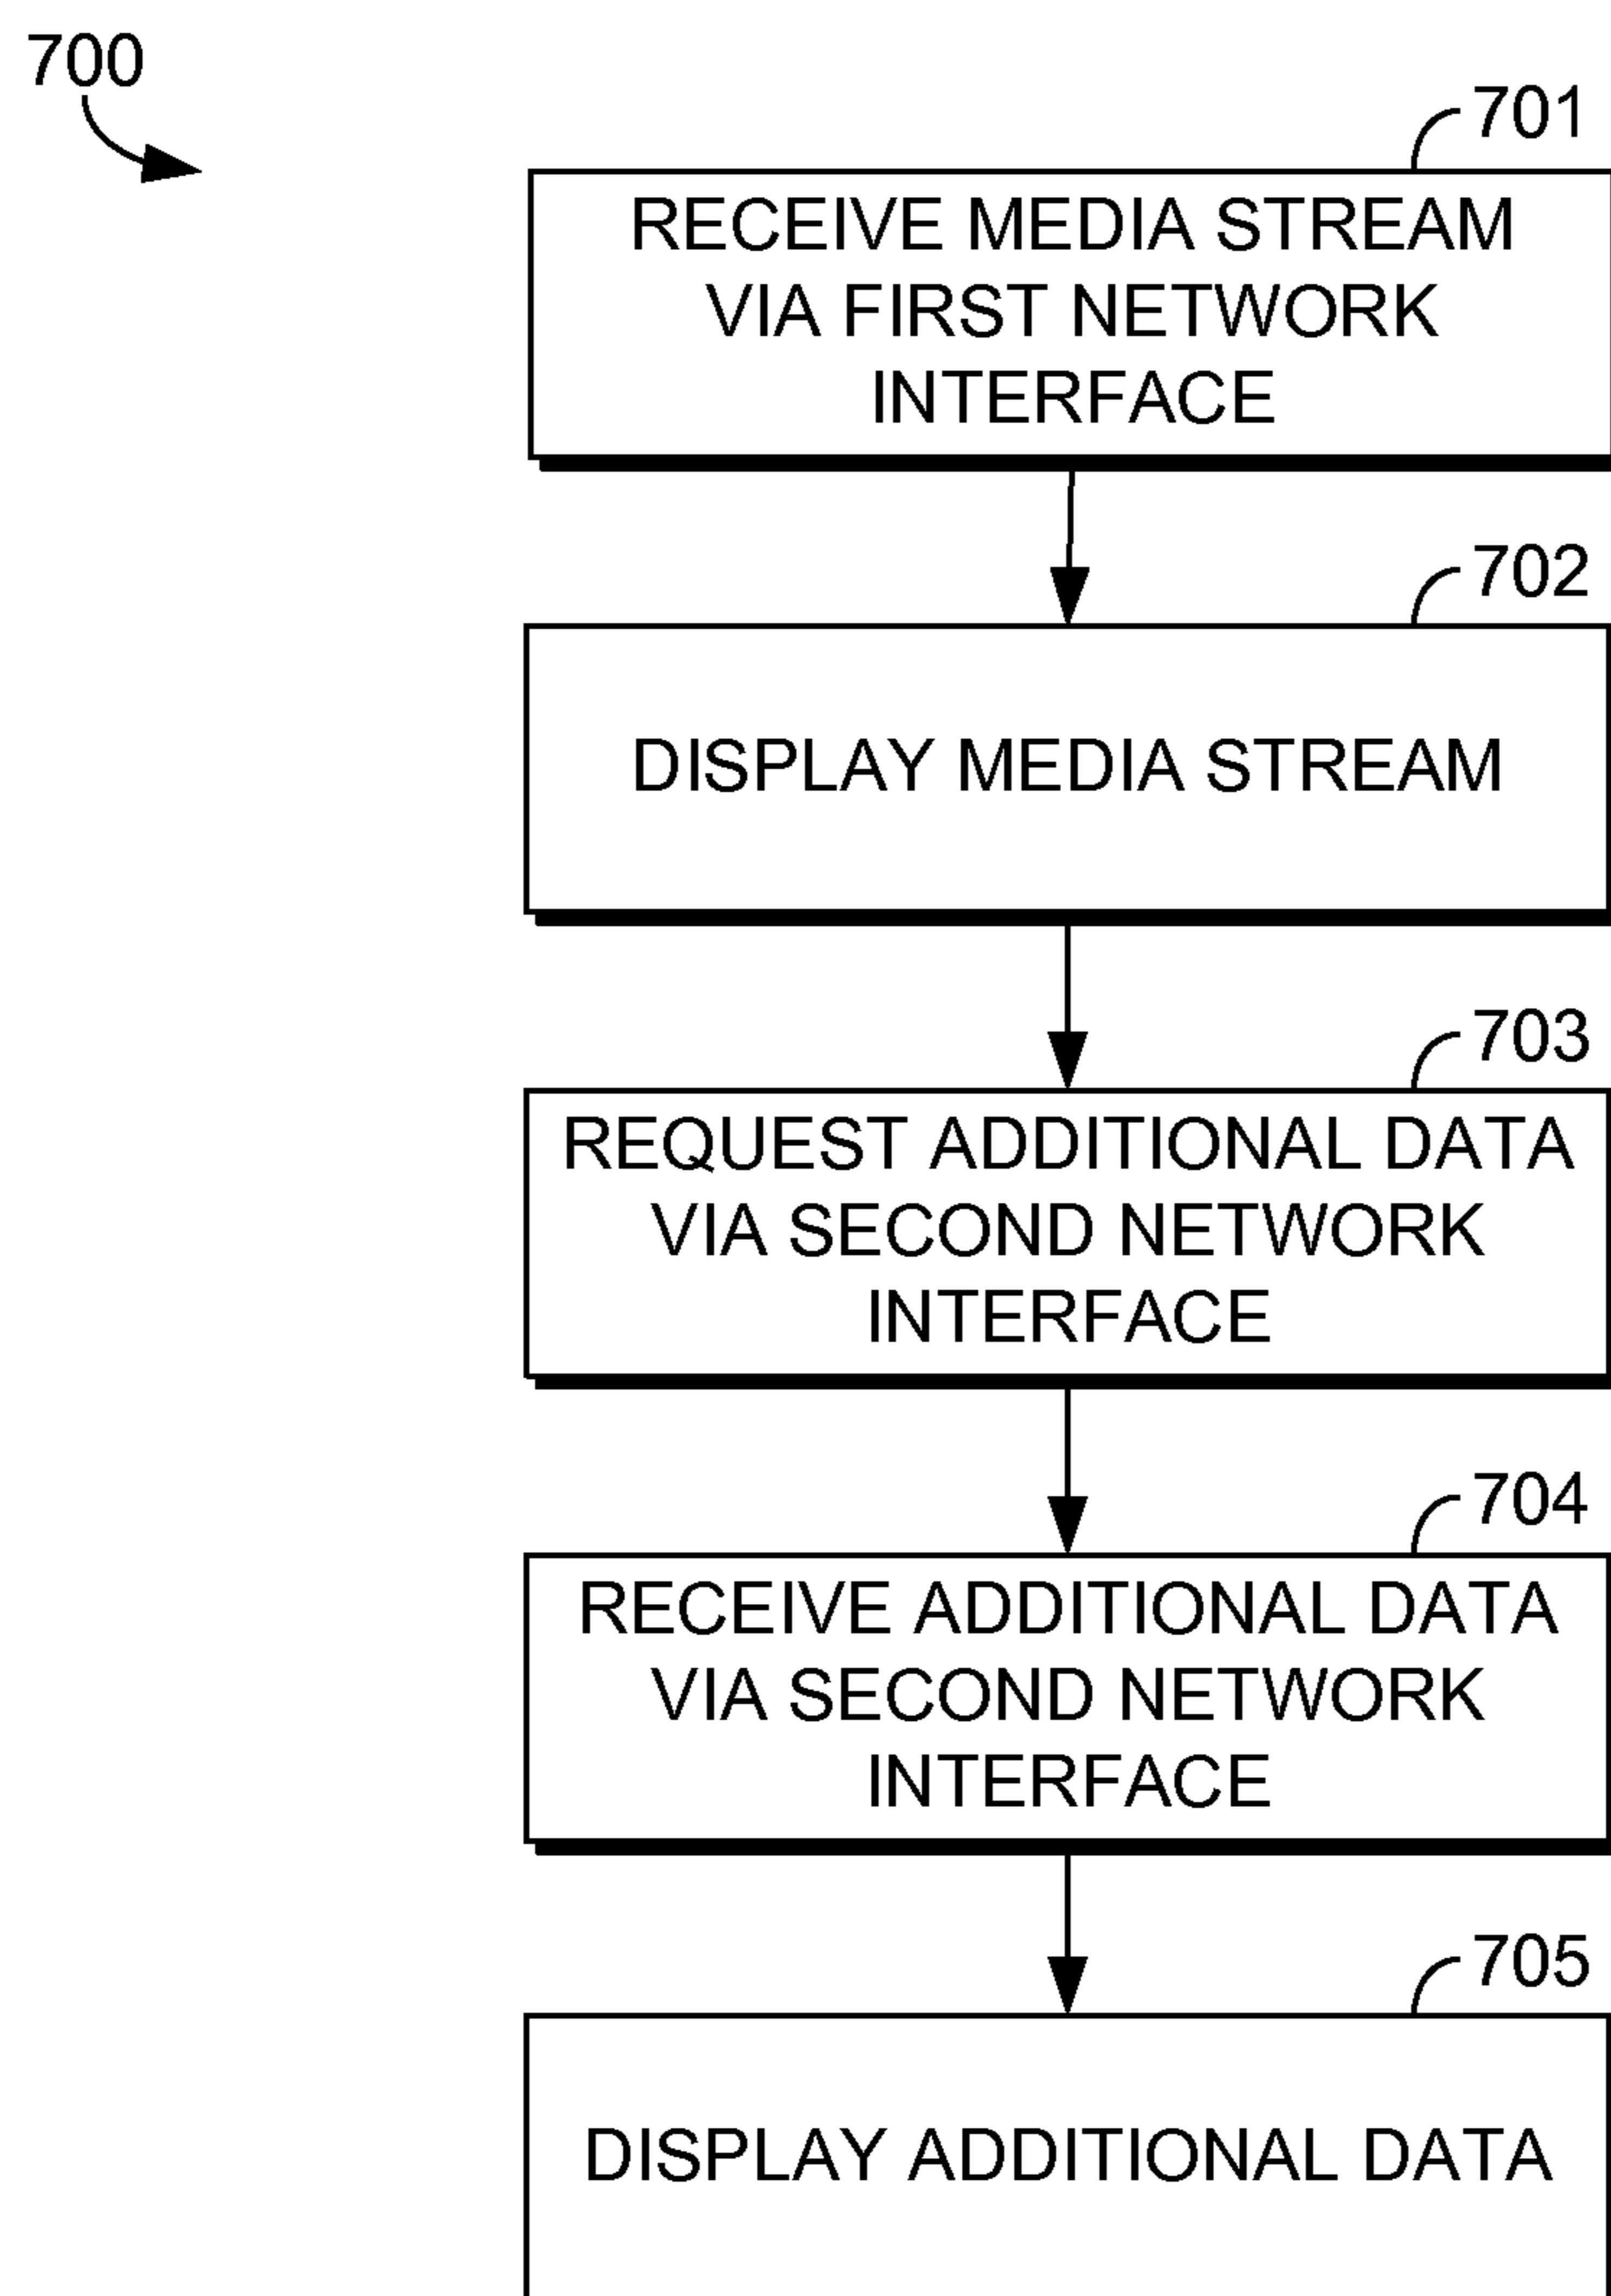 700
701
RECEIVE MEDIA STREAM
VIA FIRST NETWORK
INTERFACE
702
DISPLAY MEDIA STREAM
703
REQUEST ADDITIONAL DATA
VIA SECOND NETWORK
INTERFACE
704
RECEIVE ADDITIONAL DATA
VIA SECOND NETWORK
INTERFACE
705
DISPLAY ADDITIONAL DATA